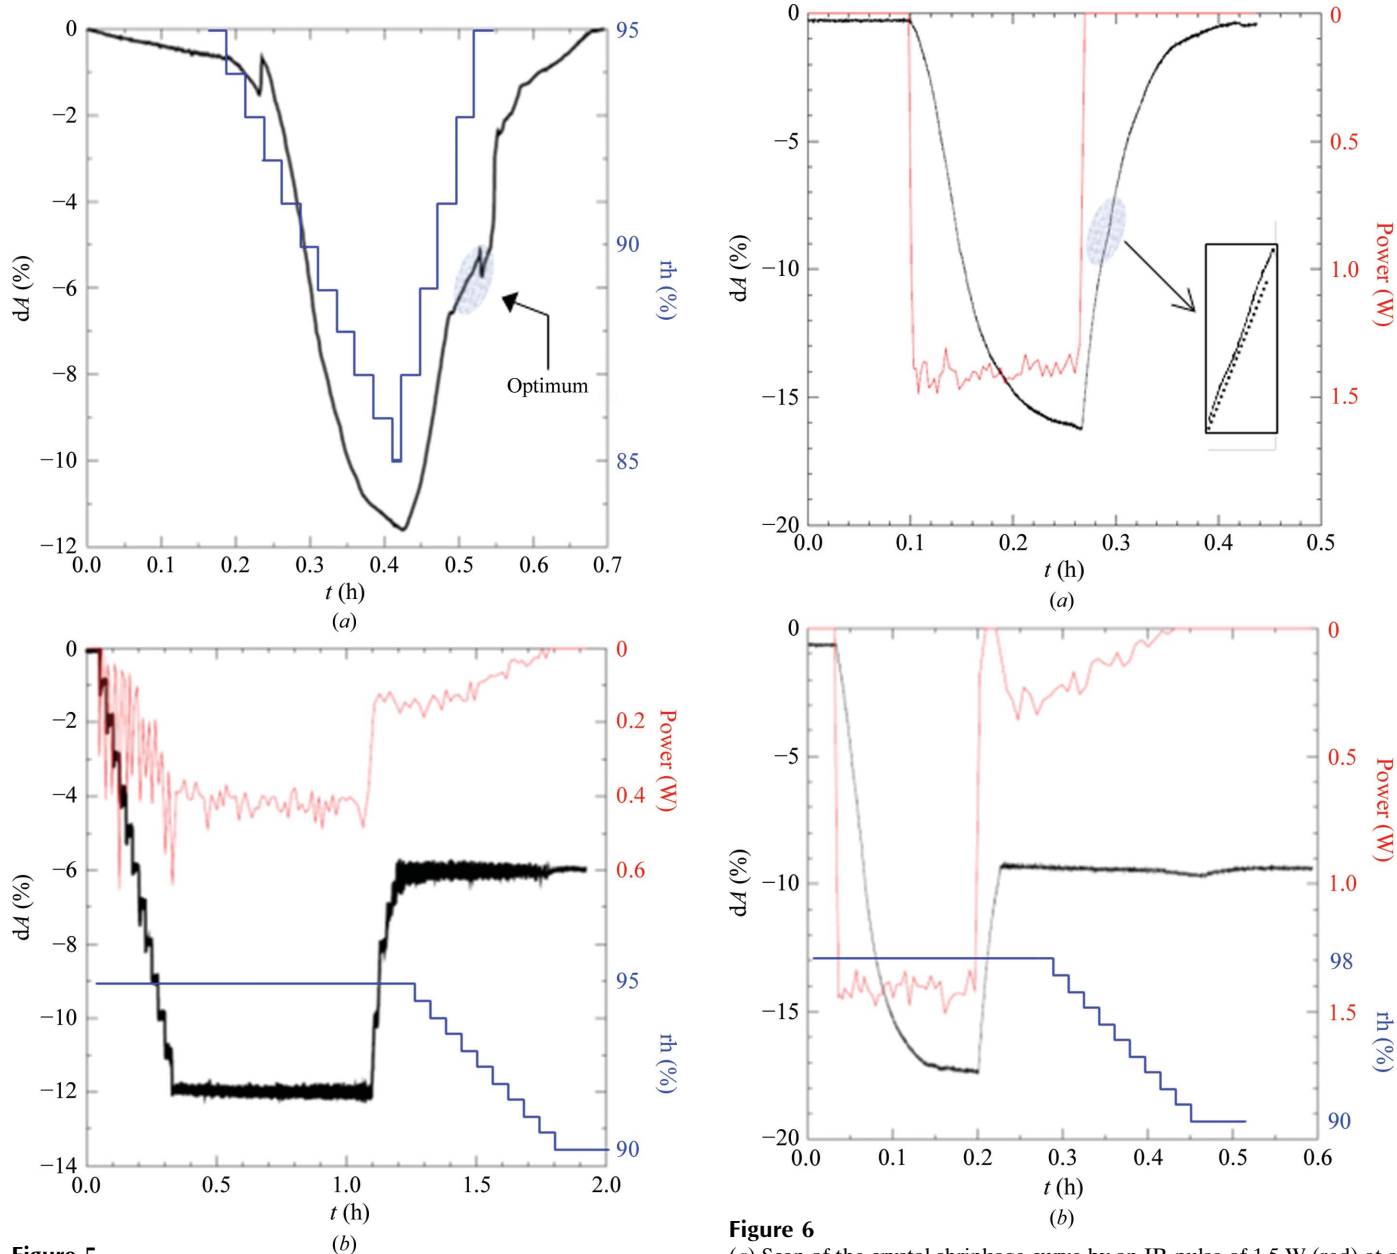 0
−2
−4
−6
−8
−10
−12
dA (%)
95
90
85
rh (%)
Optimum
0.0 0.1 0.2 0.3 0.4 0.5 0.6 0.7
t (h)
(a)
0
−2
−4
−6
−8
−10
−12
−14
dA (%)
0
0.2
0.4
0.6
Power (W)
95
90
rh (%)
0.0 0.5 1.0 1.5 2.0
t (h)
(b)
0
−5
−10
−15
−20
dA (%)
0
0.5
1.0
1.5
Power (W)
0.0 0.1 0.2 0.3 0.4 0.5
t (h)
(a)
0
−5
−10
−15
−20
dA (%)
0
0.5
1.0
1.5
Power (W)
98
90
rh (%)
0.0 0.1 0.2 0.3 0.4 0.5 0.6
t (h)
(b)
Figure 5
Figure 6
(a) Scan of the crystal shrinkage curve by an IR pulse of 1.5 W (red) at